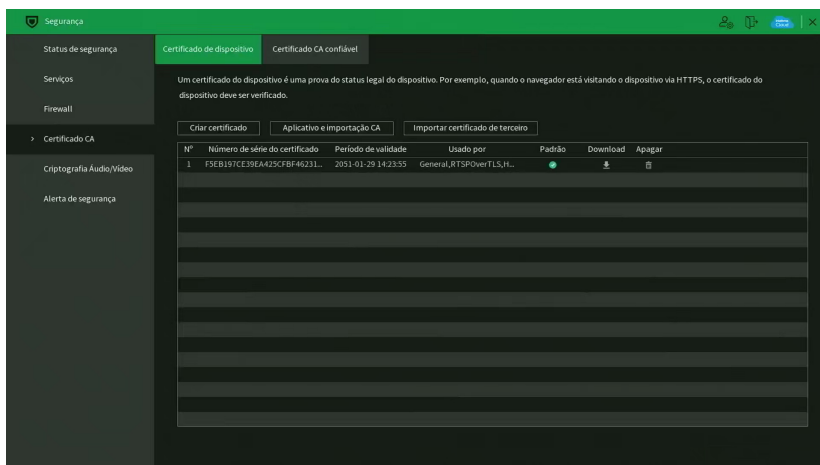 Segurança
Status de segurança
Serviços
Firewall
> Certificado CA
Criptografia Áudio/Vídeo
Alerta de segurança
Certificado de dispositivo Certificado CA confiável
Um certificado do dispositivo é uma prova do status legal do dispositivo. Por exemplo, quando o navegador está visitando o dispositivo via HTTPS, o certificado do
dispositivo deve ser verificado.
Criar certificado Aplicativo e importação CA Importar certificado de terceiro
Nº Número de série do certificado Período de validade Usado por Padrão Download Apagar
1 F5EB197CE39EA425CFBF46231... 2051-01-29 14:23:55 General,RTSPOverTLS,H...